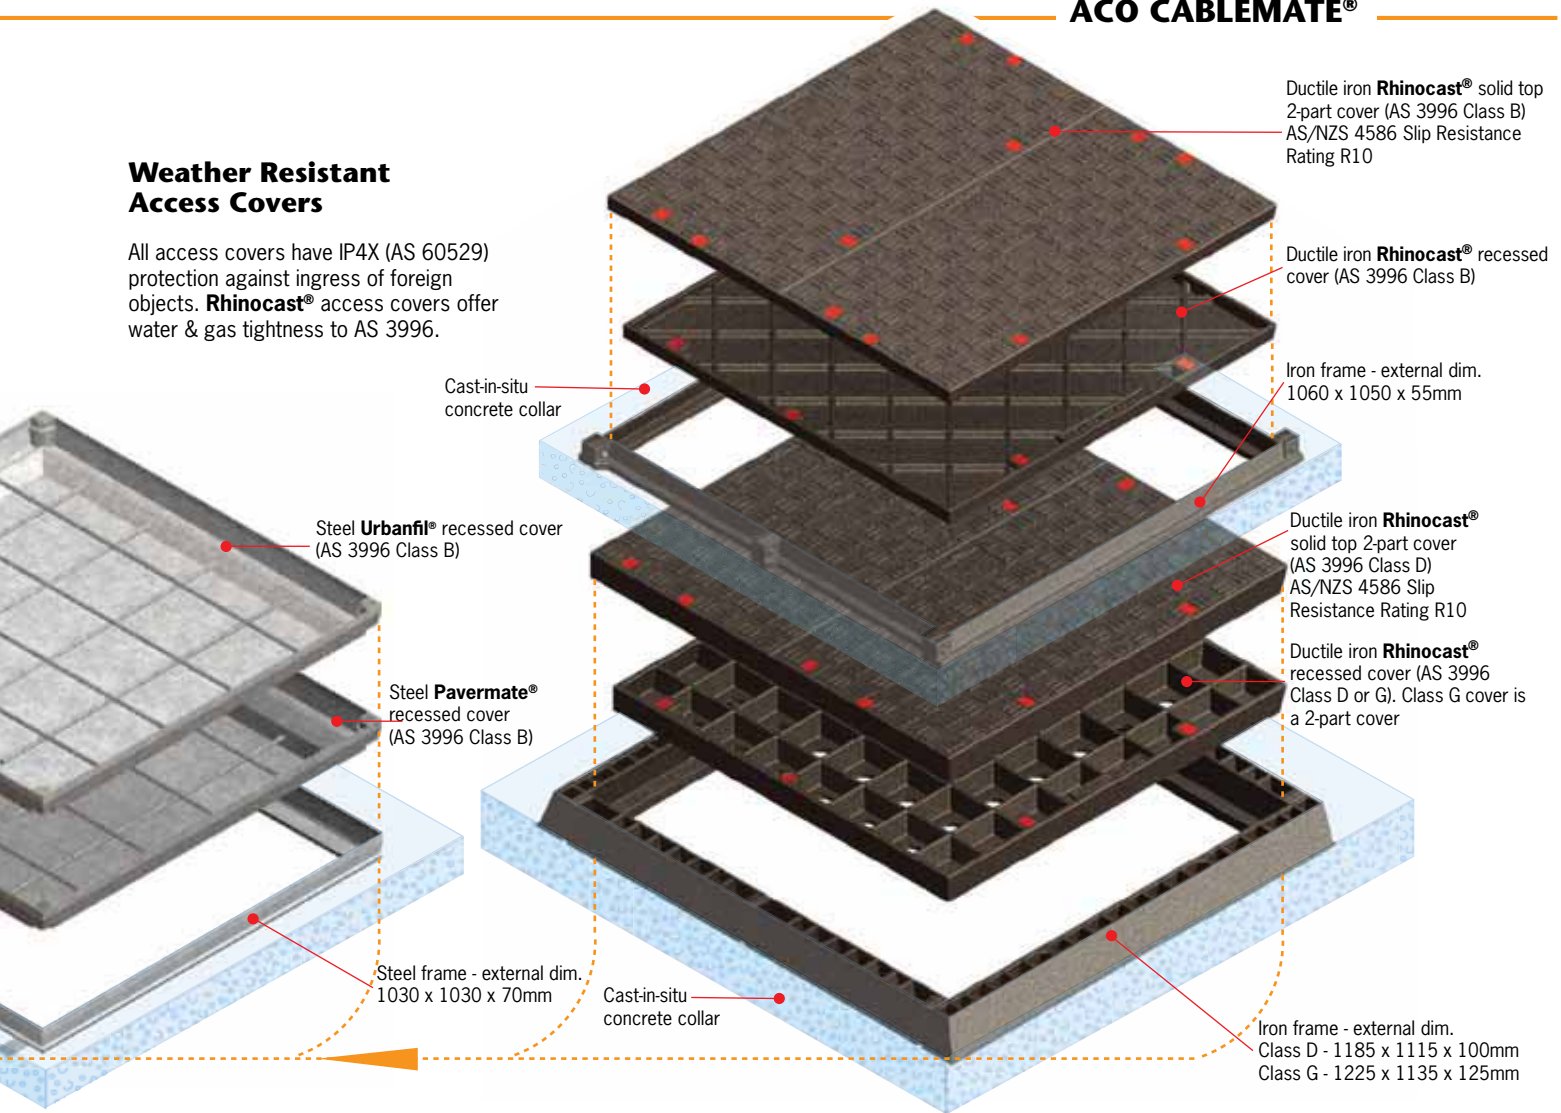 ACO CABLEMATE®
Weather Resistant
Access Covers
All access covers have IP4X (AS 60529)
protection against ingress of foreign
objects. Rhinocast® access covers offer
water & gas tightness to AS 3996.
Ductile iron Rhinocast® solid top
2-part cover (AS 3996 Class B)
AS/NZS 4586 Slip Resistance
Rating R10
Ductile iron Rhinocast® recessed
cover (AS 3996 Class B)
Iron frame - external dim.
1060 x 1050 x 55mm
Cast-in-situ
concrete collar
Steel Urbanfil® recessed cover
(AS 3996 Class B)
Ductile iron Rhinocast®
solid top 2-part cover
(AS 3996 Class D)
AS/NZS 4586 Slip
Resistance Rating R10
Ductile iron Rhinocast®
recessed cover (AS 3996
Class D or G). Class G cover is
a 2-part cover
Steel Pavermate®
recessed cover
(AS 3996 Class B)
Steel frame - external dim.
1030 x 1030 x 70mm
Cast-in-situ
concrete collar
Iron frame - external dim.
Class D - 1185 x 1115 x 100mm
Class G - 1225 x 1135 x 125mm